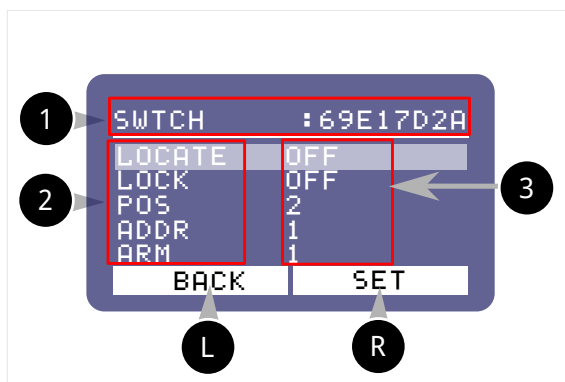 1
SWTCH :69E17D2A
LOCATE OFF
LOCK OFF
2
POS 2
3
ADDR 1
ARM 1
BACK SET
L R